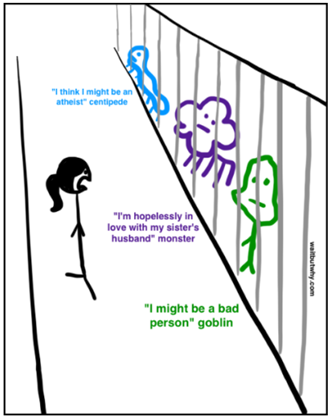 "I think I might be an
atheist" centipede
"I'm hopelessly in
love with my sister's
husband" monster
"I might be a bad
person" goblin
waitbutwhy.com